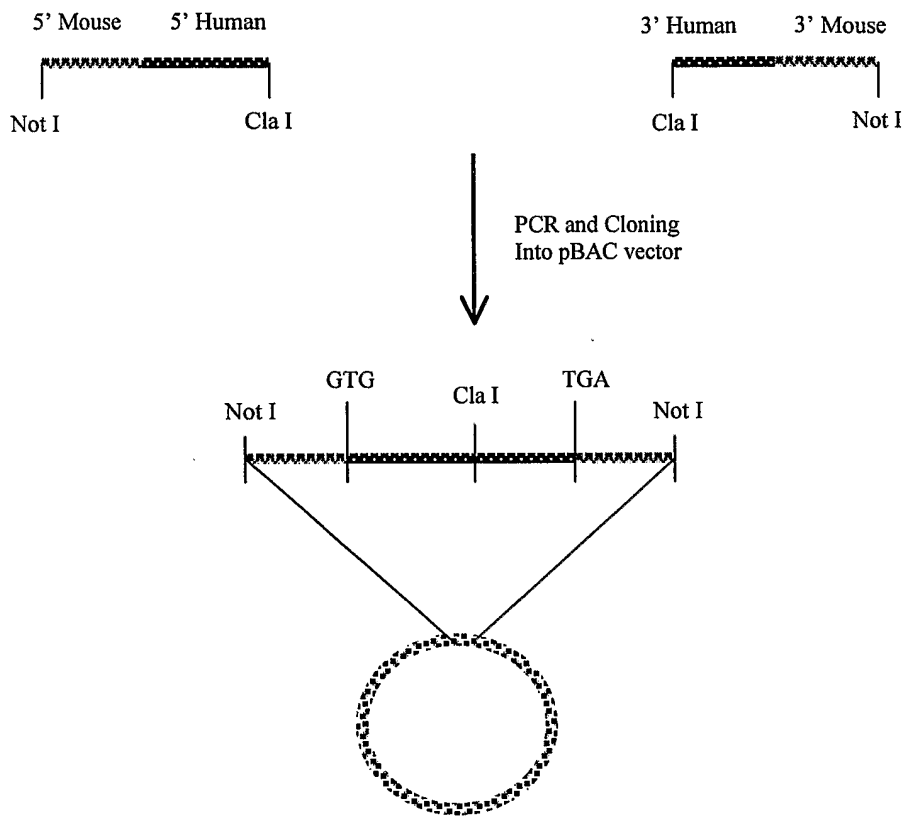 5' Mouse 5' Human
3' Human 3' Mouse
Not I
Cla I
Cla I
Not I
PCR and Cloning
Into pBAC vector
GTG
TGA
Not I
Cla I
Not I